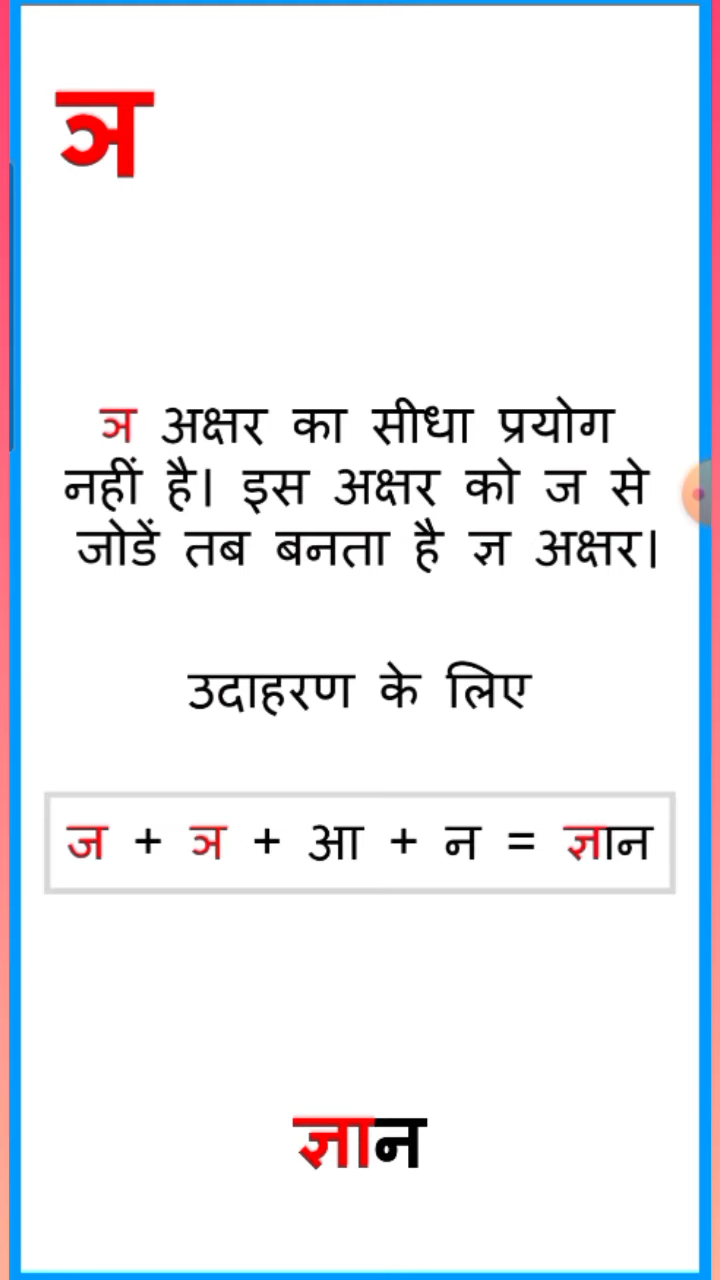 ञ
ञ अक्षर का सीधा प्रयोग
नहीं है। इस अक्षर को ज से
जोडें तब बनता है ज्ञ अक्षर।
उदाहरण के लिए
ज + ञ + आ + न = ज्ञान
ज्ञान